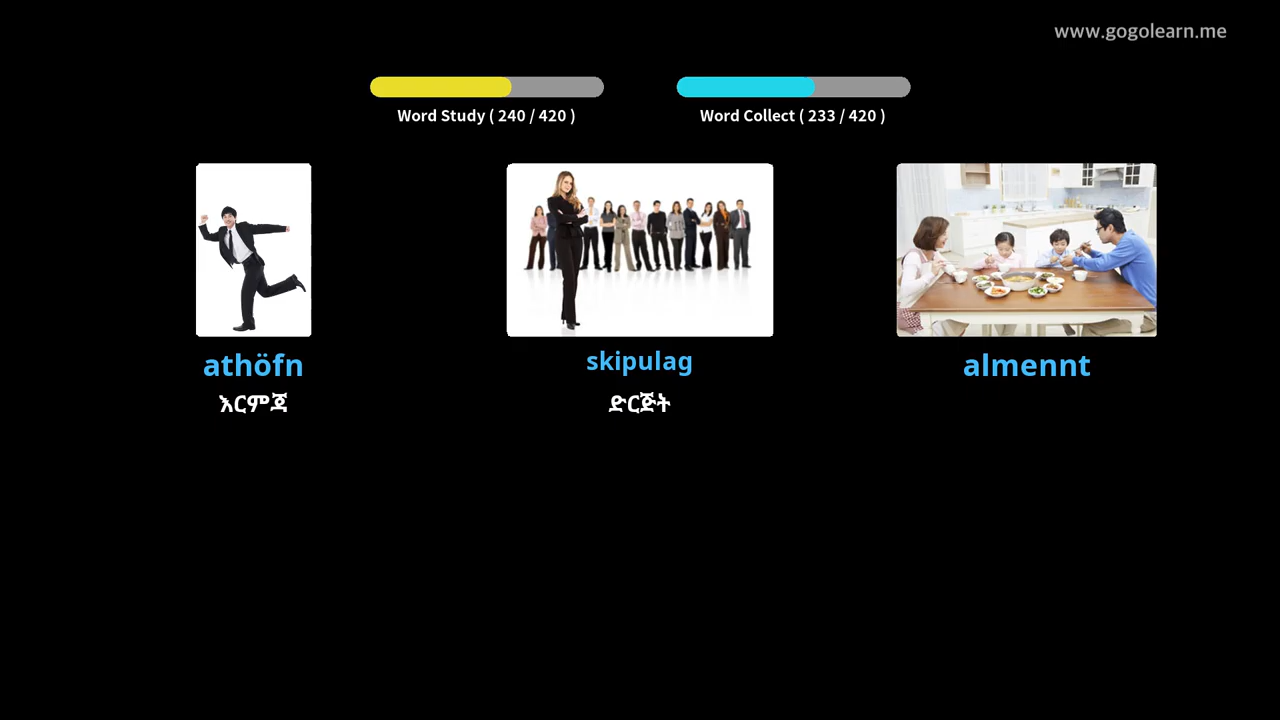 www.gogolearn.me
Word Study ( 240 / 420 )
Word Collect ( 233 / 420 )
athöfn
skipulag
almennt
እርምጃ
ድርጅት